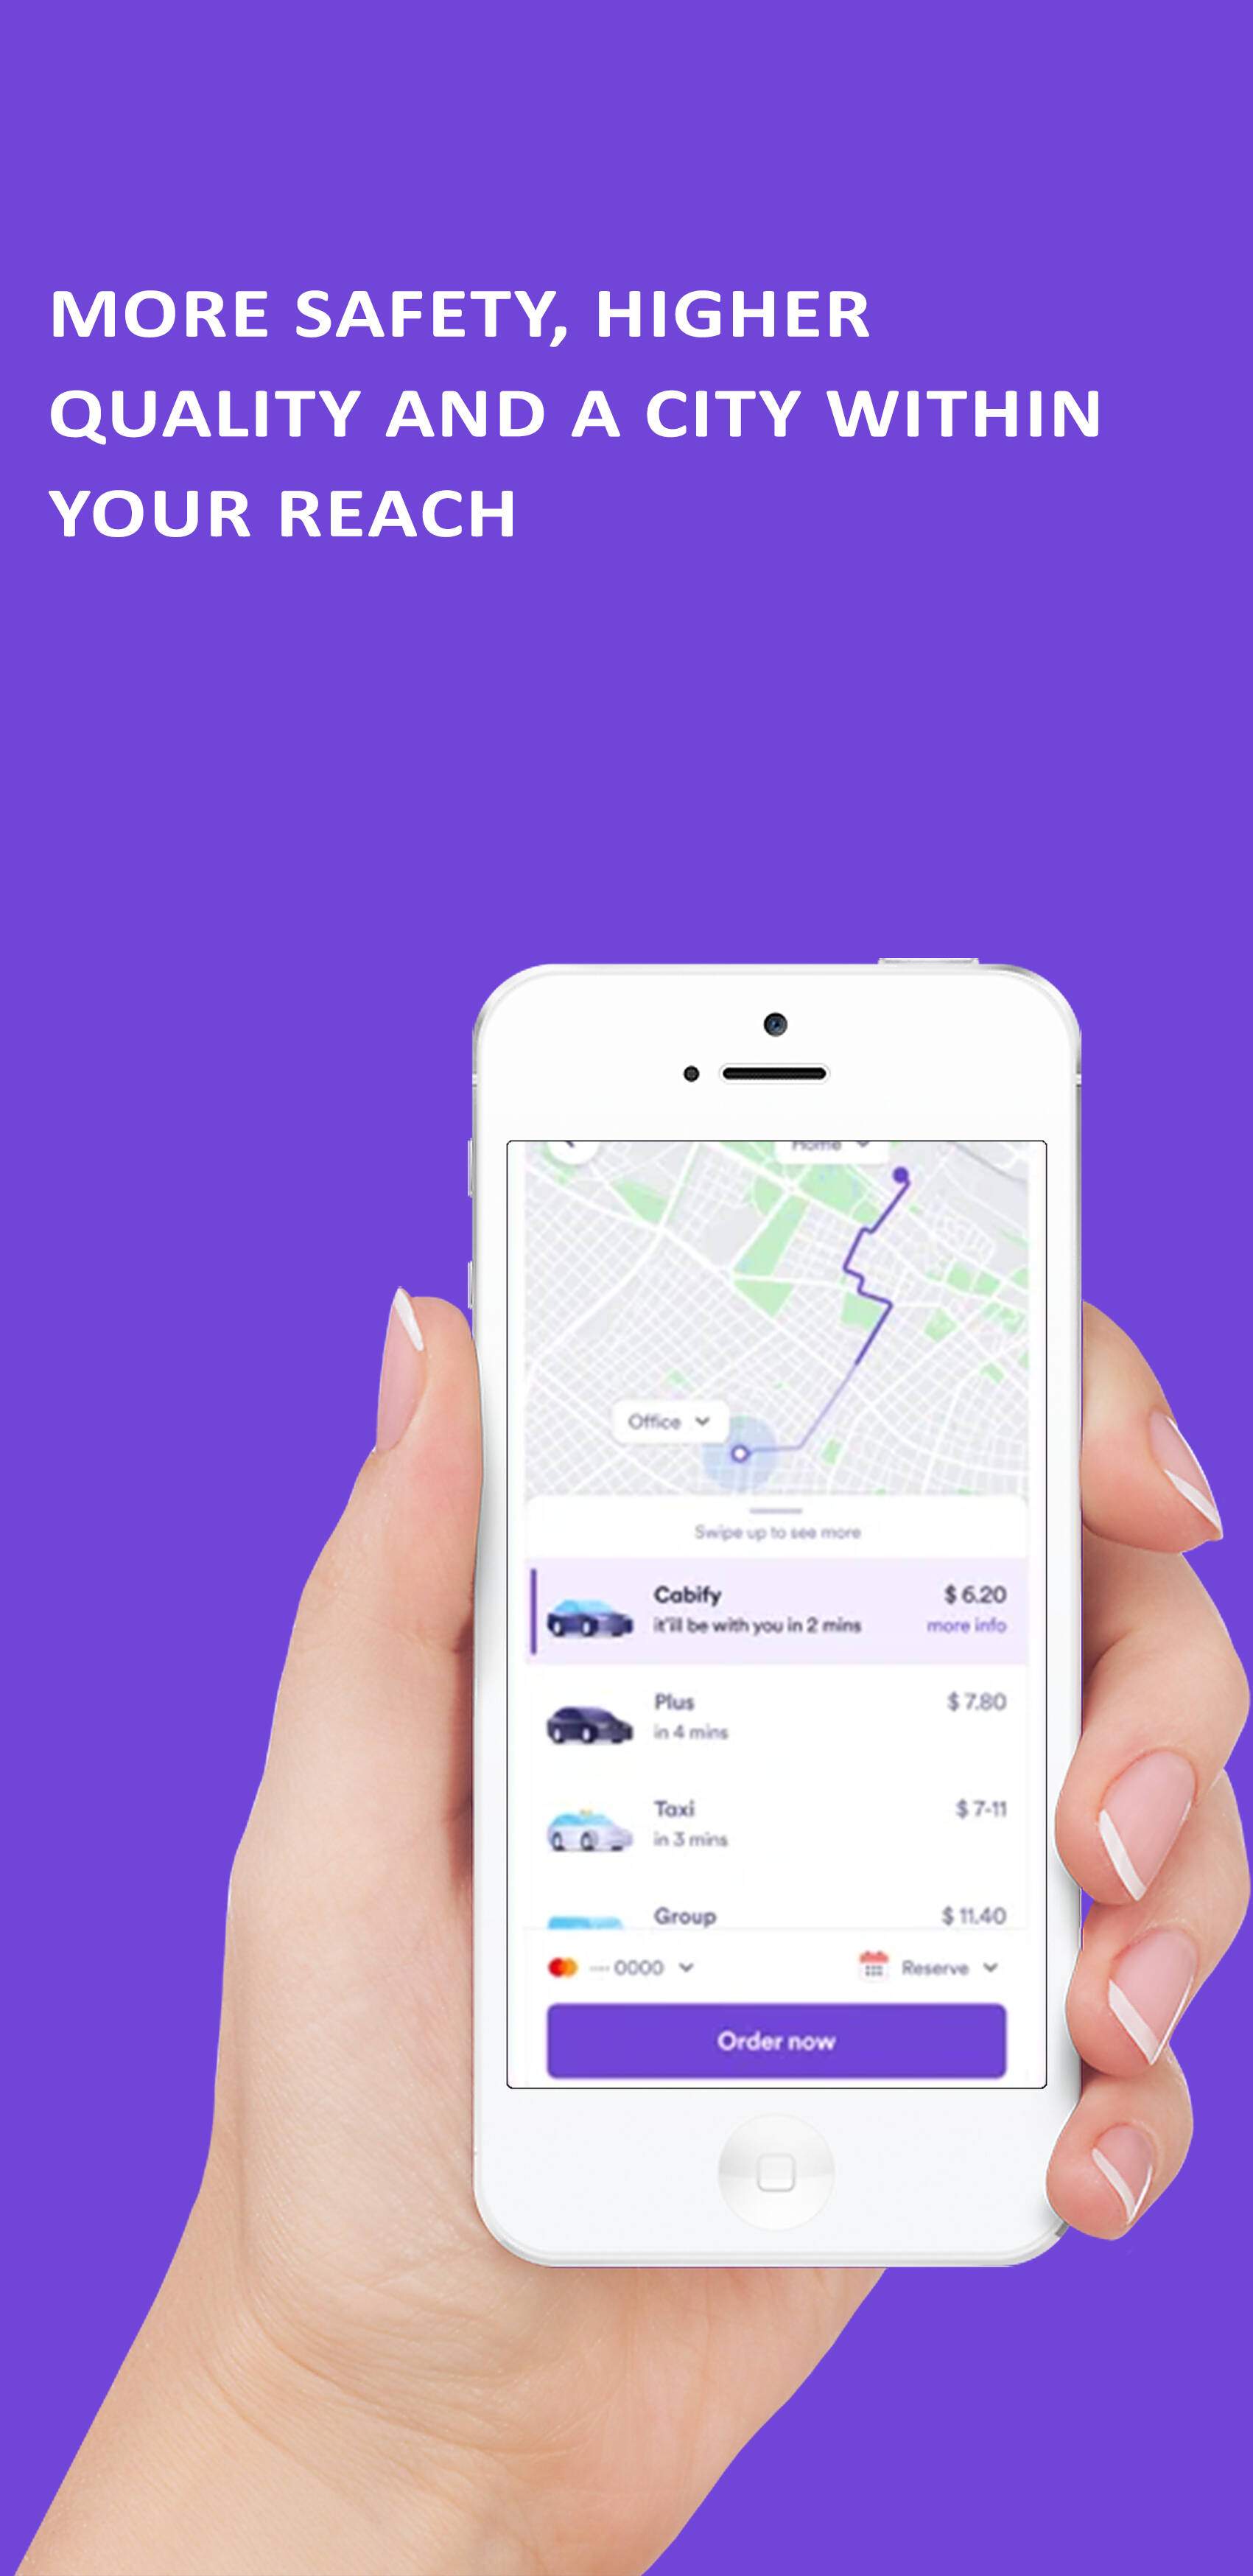 MORE SAFETY, HIGHER
QUALITY AND A CITY WITHIN
YOUR REACH
Home
Office
Swipe up to see more
Cabify $ 6.20
it'll be with you in 2 mins more info
Plus $ 7.80
in 4 mins
Taxi $ 7-11
in 3 mins
Group $ 11.40
···· 0000 Reserve
Order now